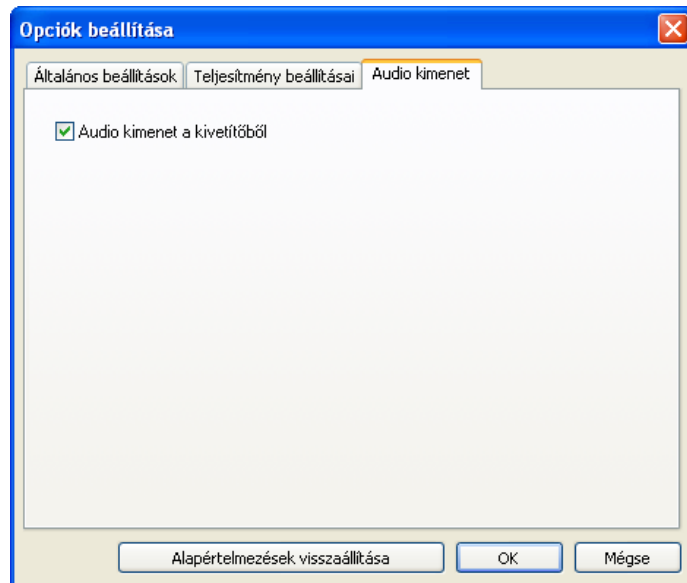 Opciók beállítása
Általános beállítások Teljesítmény beállításai Audio kimenet
Audio kimenet a kivetítőből
Alapértelmezések visszaállítása OK Mégse